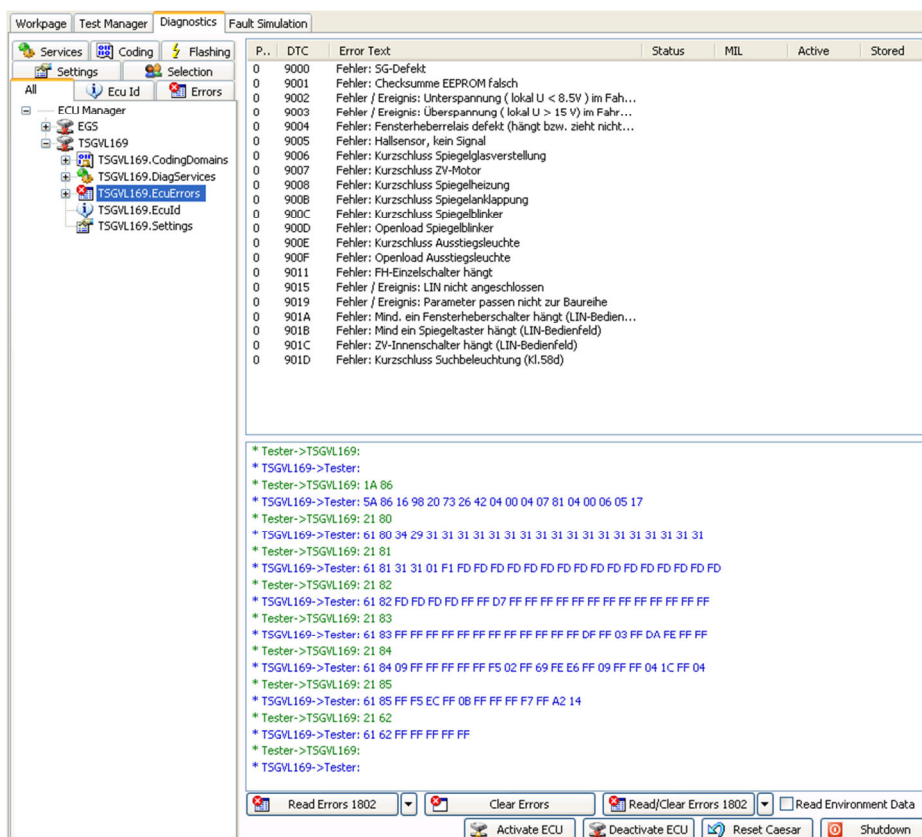 Workpage Test Manager Diagnostics Fault Simulation
Services Coding Flashing
Settings Selection
All Ecu Id Errors
ECU Manager
EGS
TSGVL169
TSGVL169.CodingDomains
TSGVL169.DiagServices
TSGVL169.EcuErrors
TSGVL169.EcuId
TSGVL169.Settings
P.. DTC Error Text Status MIL Active Stored
0 9000 Fehler: SG-Defekt
0 9001 Fehler: Checksumme EEPROM falsch
0 9002 Fehler / Ereignis: Unterspannung ( lokal U < 8.5V ) im Fah...
0 9003 Fehler / Ereignis: Überspannung ( lokal U > 15 V) im Fahr...
0 9004 Fehler: Fensterheberrelais defekt (hängt bzw. zieht nicht...
0 9005 Fehler: Hallsensor, kein Signal
0 9006 Fehler: Kurzschluss Spiegelglasverstellung
0 9007 Fehler: Kurzschluss ZV-Motor
0 9008 Fehler: Kurzschluss Spiegelheizung
0 900B Fehler: Kurzschluss Spiegelanklappung
0 900C Fehler: Kurzschluss Spiegelblinker
0 900D Fehler: Openload Spiegelblinker
0 900E Fehler: Kurzschluss Ausstiegsleuchte
0 900F Fehler: Openload Ausstiegsleuchte
0 9011 Fehler: FH-Einzelschalter hängt
0 9015 Fehler / Ereignis: LIN nicht angeschlossen
0 9019 Fehler / Ereignis: Parameter passen nicht zur Baureihe
0 901A Fehler: Mind. ein Fensterheberschalter hängt (LIN-Bedien...
0 901B Fehler: Mind ein Spiegeltaster hängt (LIN-Bedienfeld)
0 901C Fehler: ZV-Innenschalter hängt (LIN-Bedienfeld)
0 901D Fehler: Kurzschluss Suchbeleuchtung (Kl.58d)
* Tester->TSGVL169:
* TSGVL169->Tester:
* Tester->TSGVL169: 1A 86
* TSGVL169->Tester: 5A 86 16 98 20 73 26 42 04 00 04 07 81 04 00 06 05 17
* Tester->TSGVL169: 21 80
* TSGVL169->Tester: 61 80 34 29 31 31 31 31 31 31 31 31 31 31 31 31 31 31 31 31 31 31
* Tester->TSGVL169: 21 81
* TSGVL169->Tester: 61 81 31 31 01 F1 FD FD FD FD FD FD FD FD FD FD FD FD FD FD FD FD
* Tester->TSGVL169: 21 82
* TSGVL169->Tester: 61 82 FD FD FD FD FF FF D7 FF FF FF FF FF FF FF FF FF FF FF FF FF
* Tester->TSGVL169: 21 83
* TSGVL169->Tester: 61 83 FF FF FF FF FF FF FF FF FF FF FF FF FF DF FF 03 FF DA FE FF FF
* Tester->TSGVL169: 21 84
* TSGVL169->Tester: 61 84 09 FF FF FF FF FF F5 02 FF 69 FE E6 FF 09 FF FF 04 1C FF 04
* Tester->TSGVL169: 21 85
* TSGVL169->Tester: 61 85 FF F5 EC FF 0B FF FF FF F7 FF A2 14
* Tester->TSGVL169: 21 62
* TSGVL169->Tester: 61 62 FF FF FF FF FF
* Tester->TSGVL169:
* TSGVL169->Tester:
Read Errors 1802 Clear Errors Read/Clear Errors 1802 Read Environment Data
Activate ECU Deactivate ECU Reset Caesar Shutdown